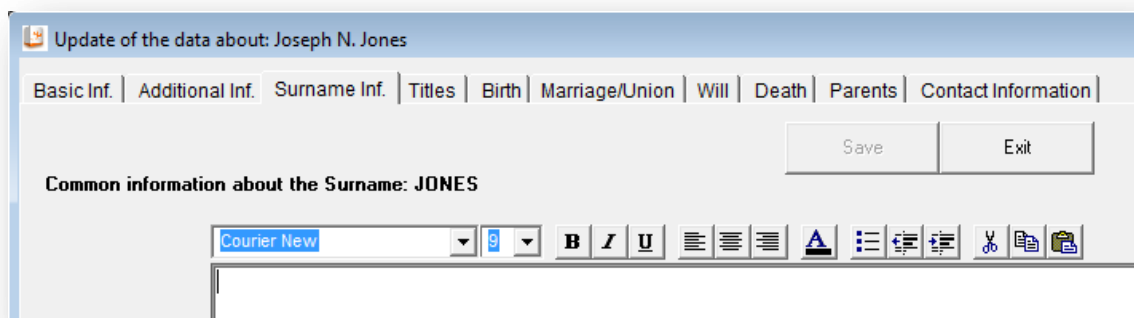 Update of the data about: Joseph N. Jones
Basic Inf. Additional Inf. Surname Inf. Titles Birth Marriage/Union Will Death Parents Contact Information
Save Exit
Common information about the Surname: JONES
Courier New 9 B I U A